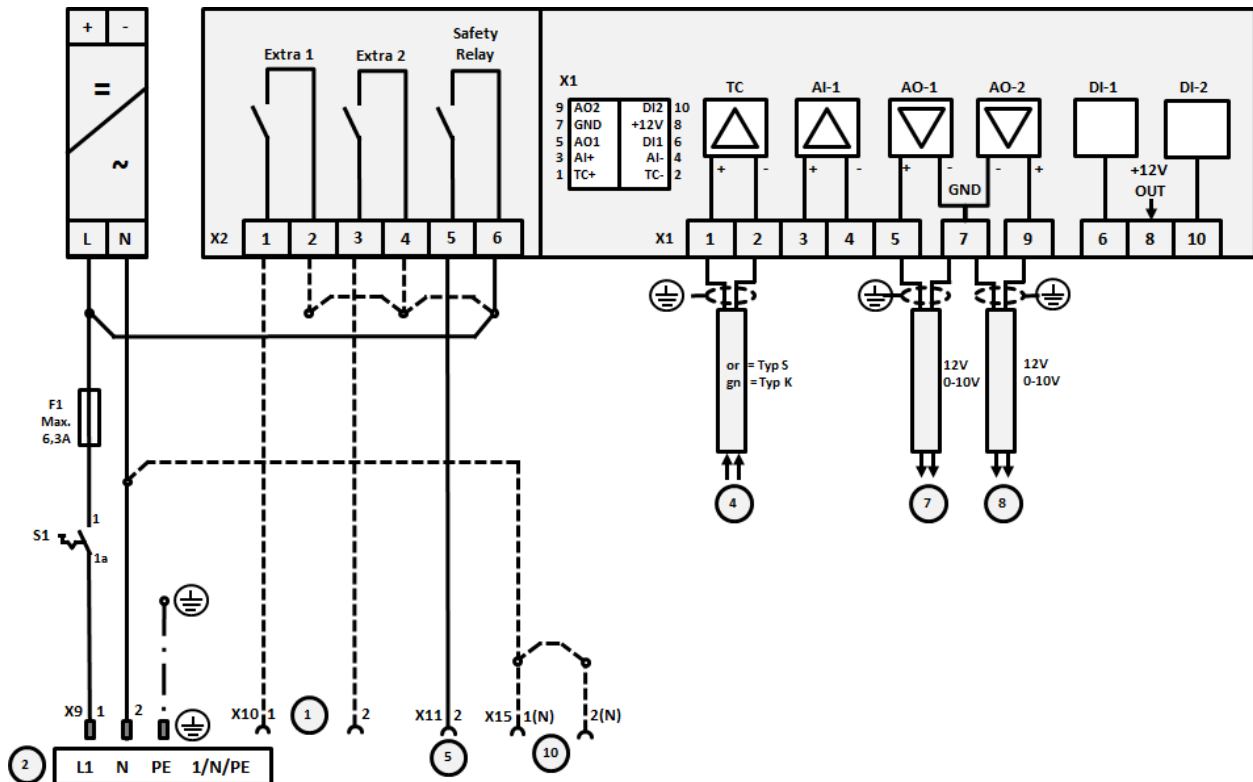 + -
=
~
L N
Extra 1 Extra 2
Safety
Relay
X2 1 2 3 4 5 6
X1
9 AO2 DI2 10
7 GND +12V 8
5 AO1 DI1 6
3 AI+ AI- 4
1 TC+ TC- 2
TC AI-1 AO-1 AO-2 DI-1 DI-2
+ - + - + - - +
GND
+12V
OUT
X1 1 2 3 4 5 7 9 6 8 10
F1
Max.
6,3A
or = Typ S
gn =Typ K
12V
0-10V
12V
0-10V
4
7
8
S1
1
1a
X9 1 2
X10 1
1
2
X11 2
X15 1(N) 2(N)
5
10
2
L1 N PE 1/N/PE